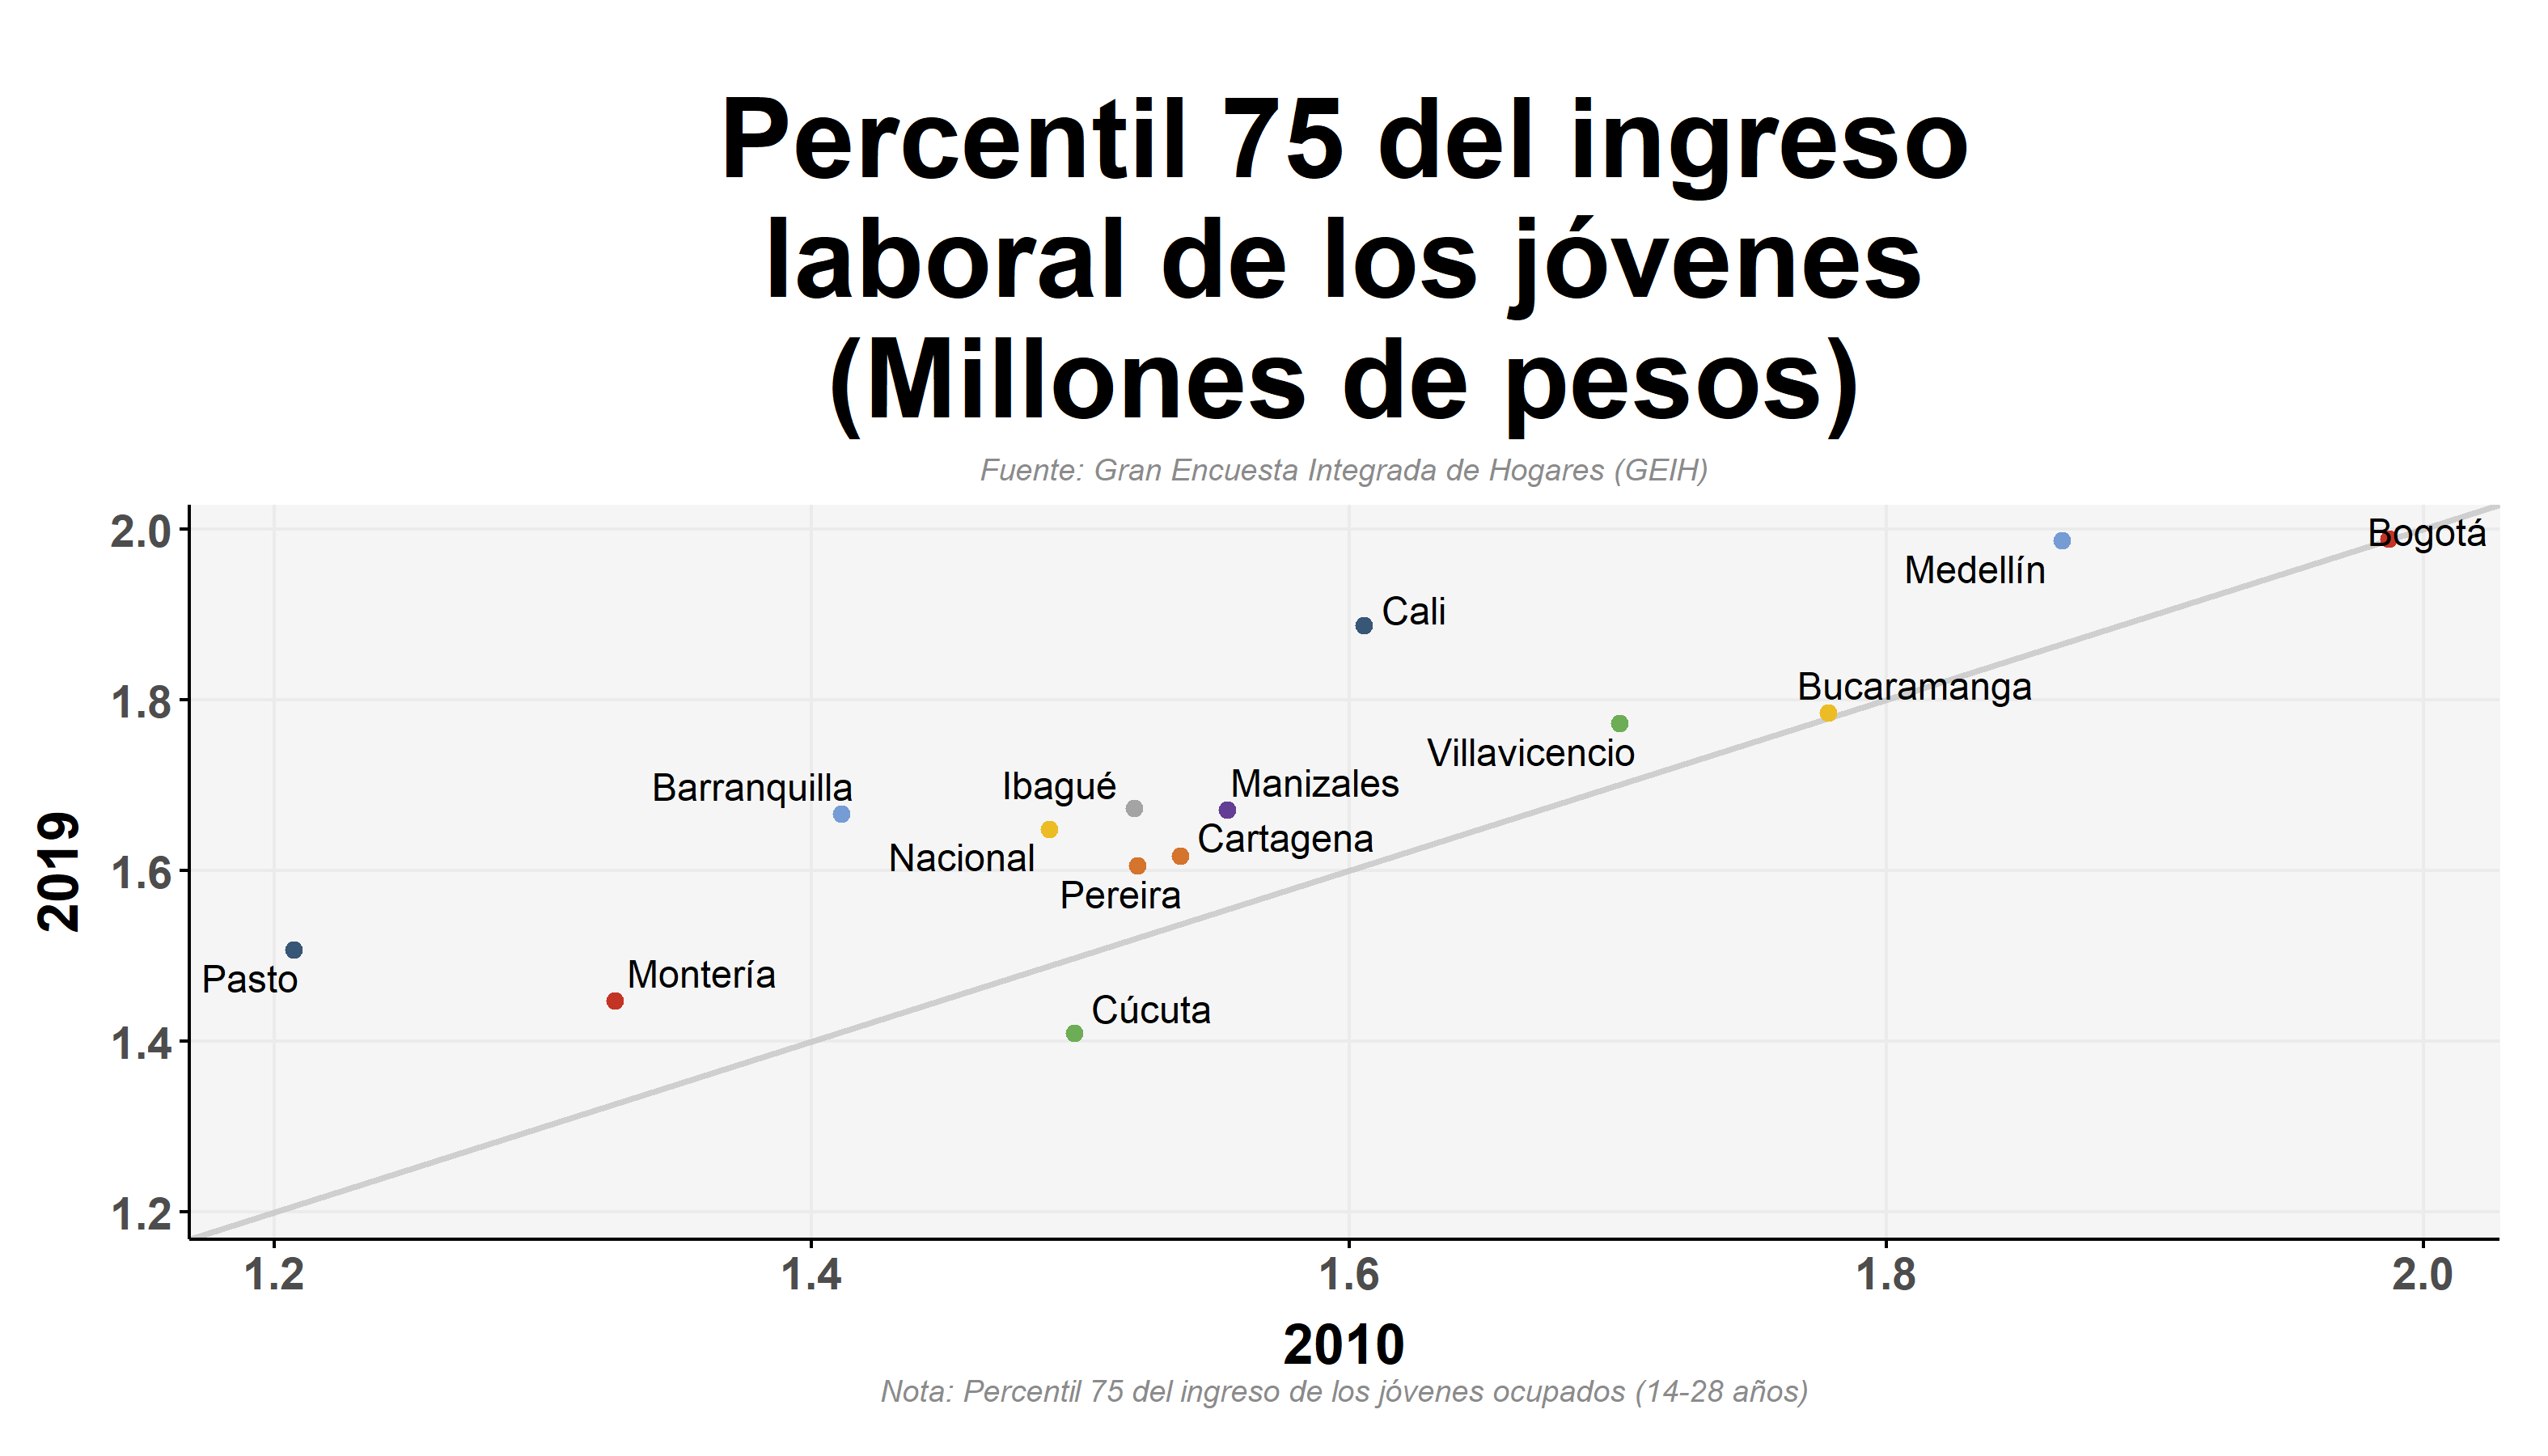 Percentil 75 del ingreso
laboral de los jóvenes
(Millones de pesos)
Fuente: Gran Encuesta Integrada de Hogares (GEIH)
2.0
1.8
1.6
1.4
1.2
2019
Bogotá
Medellín
Cali
Bucaramanga
Villavicencio
Barranquilla
Ibagué
Manizales
Cartagena
Nacional
Pereira
Pasto
Montería
Cúcuta
1.2
1.4
1.6
1.8
2.0
2010
Nota: Percentil 75 del ingreso de los jóvenes ocupados (14-28 años)